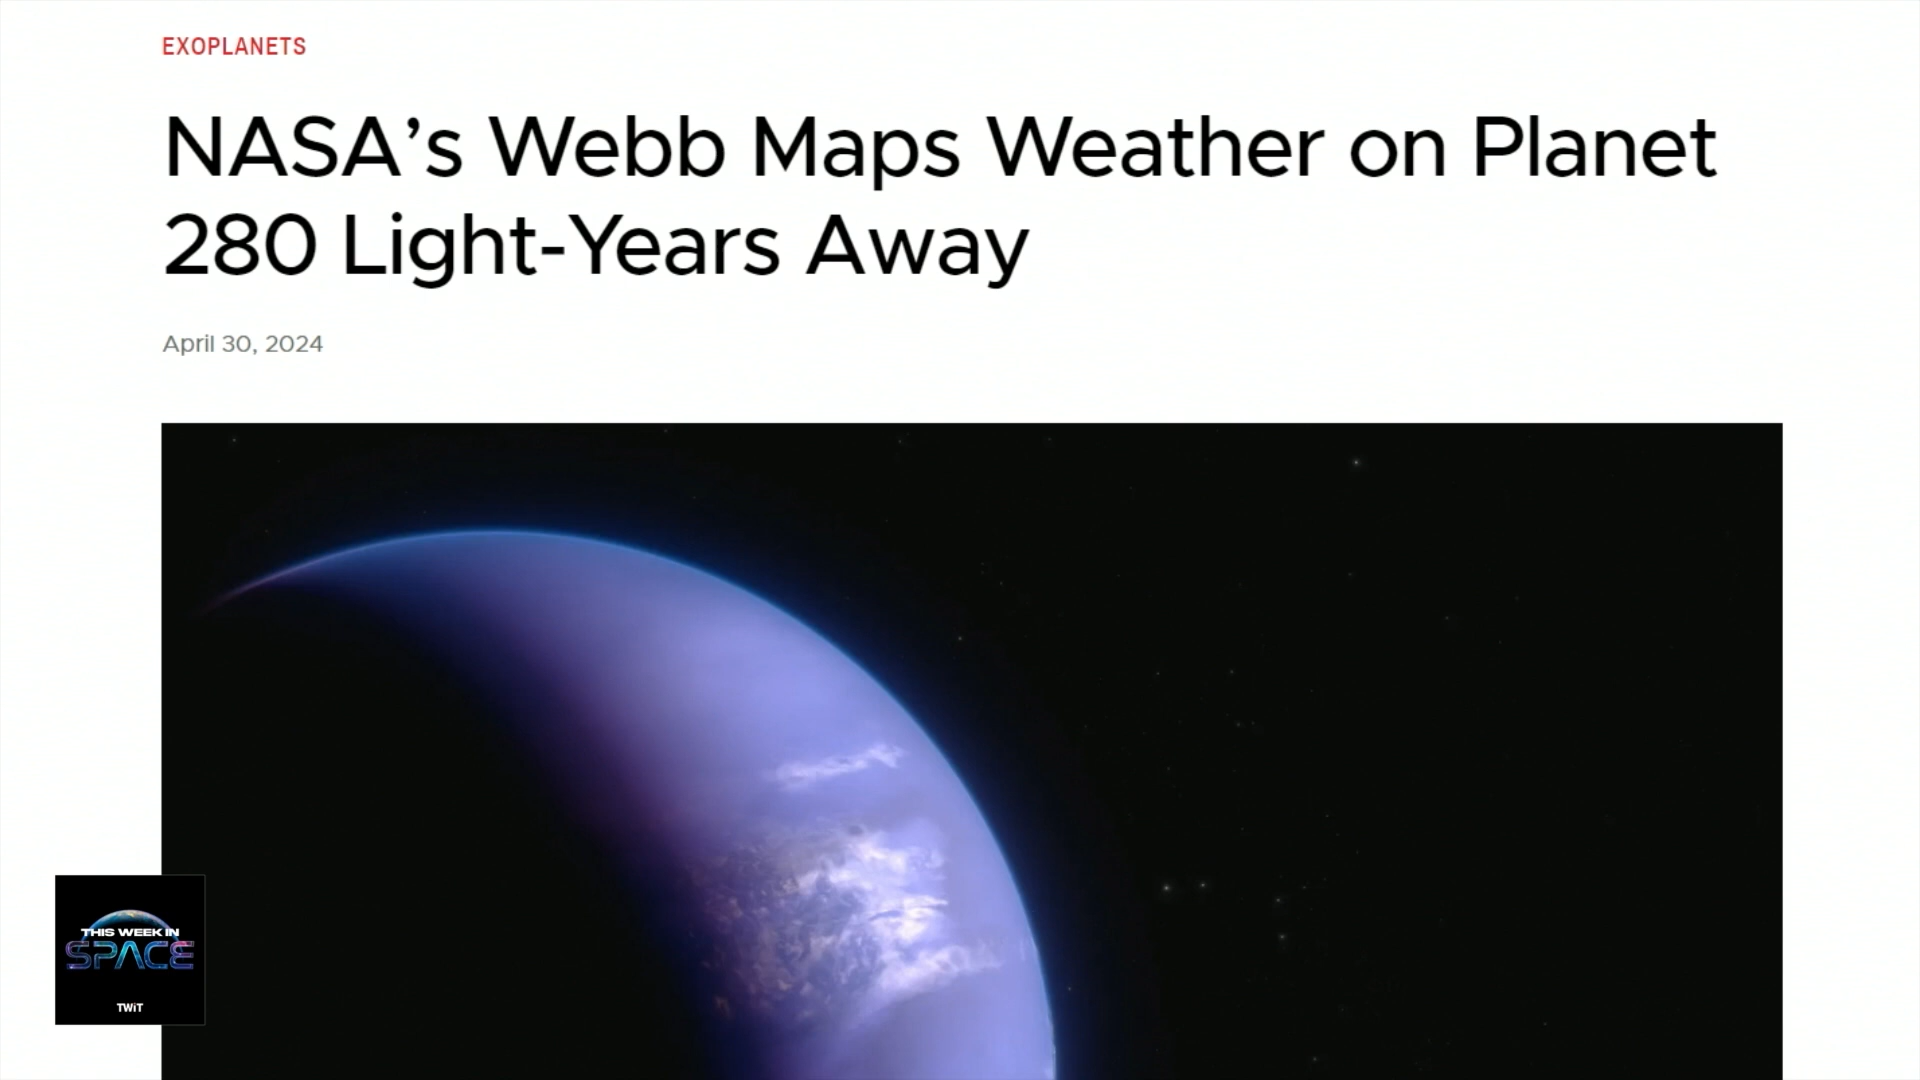 EXOPLANETS
NASA’s Webb Maps Weather on Planet
280 Light-Years Away
April 30, 2024
THIS WEEK IN
SPACE
TWiT